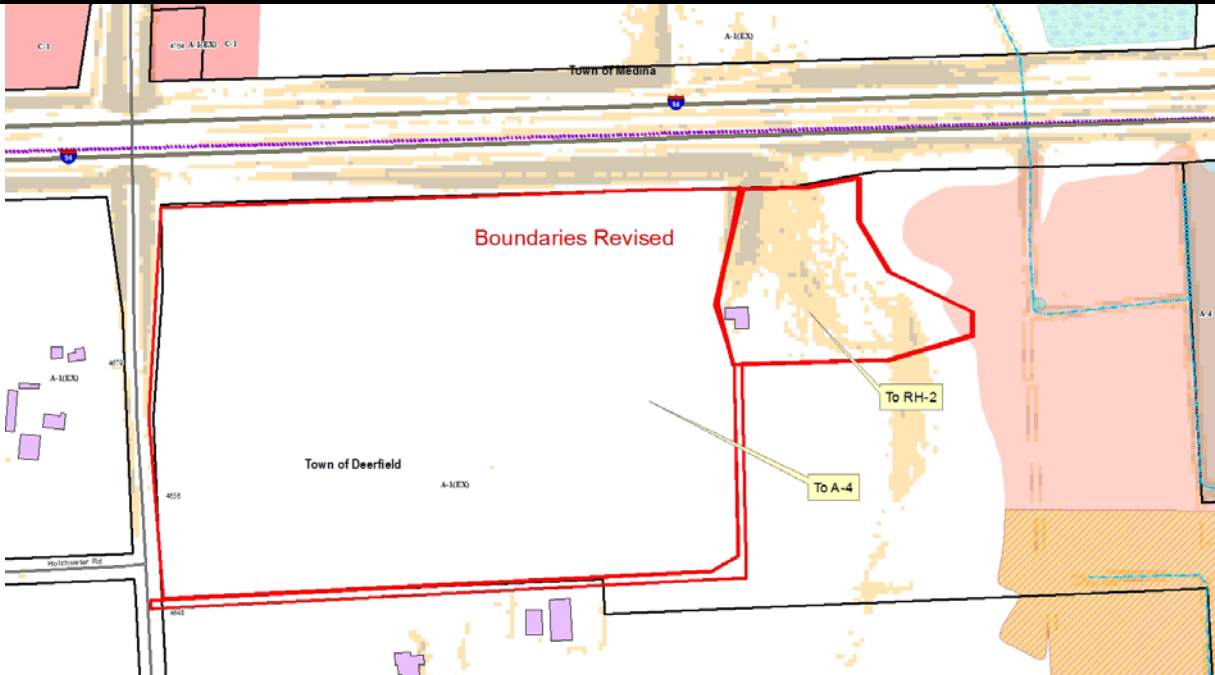 C-1
4764 A-1(EX) C-1
A-1(EX)
Town of Medina
94
94
Boundaries Revised
A-4
4679
A-1(EX)
To RH-2
Town of Deerfield
A-1(EX)
To A-4
4656
Holzhueter Rd
4648